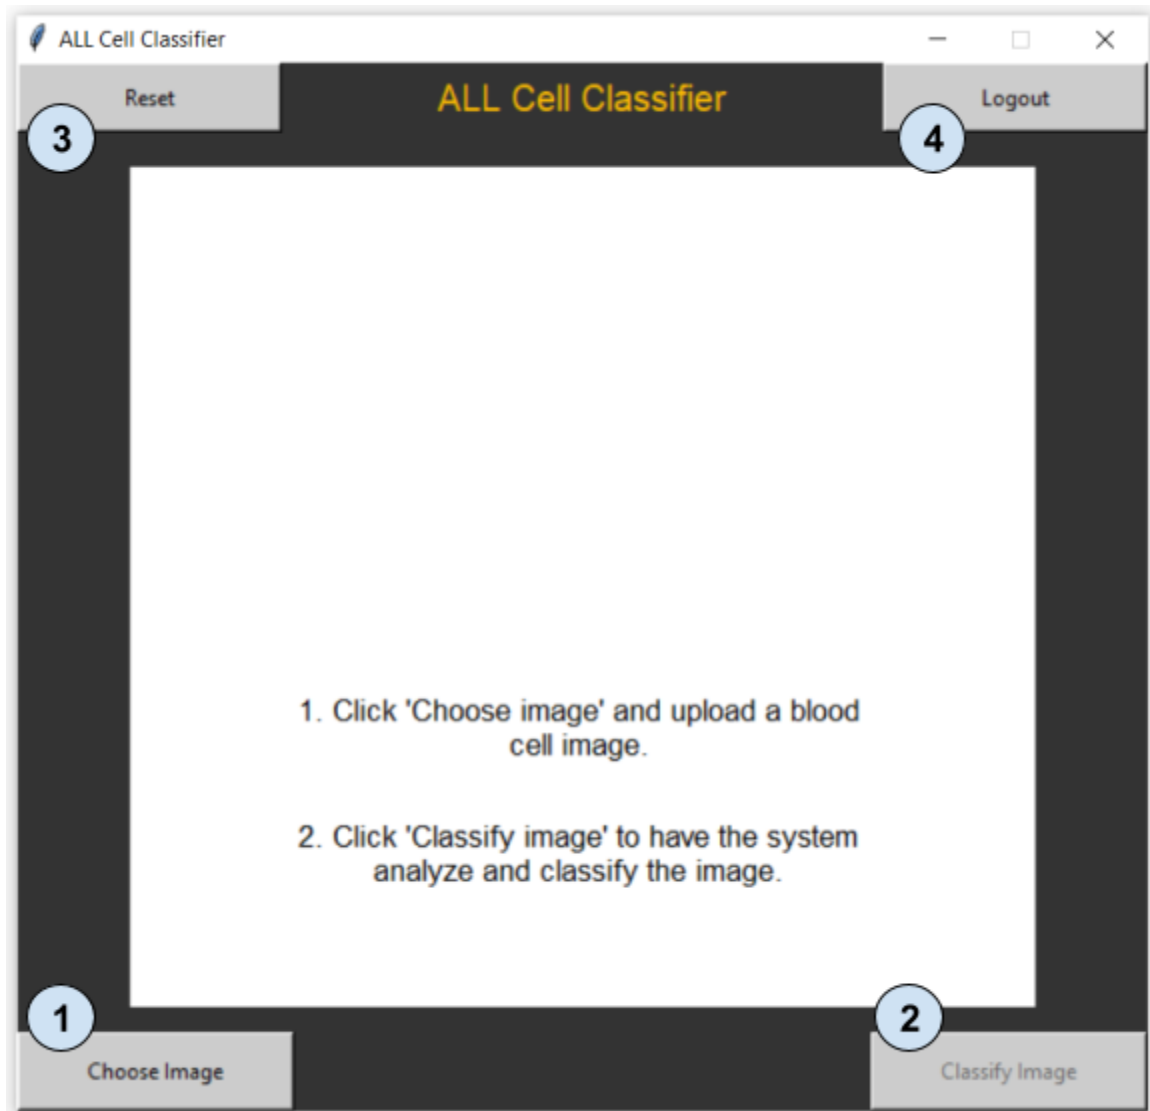 ALL Cell Classifier
Reset
ALL Cell Classifier
Logout
3
4
1. Click 'Choose image' and upload a blood
cell image.
2. Click 'Classify image' to have the system
analyze and classify the image.
1
2
Choose Image
Classify Image